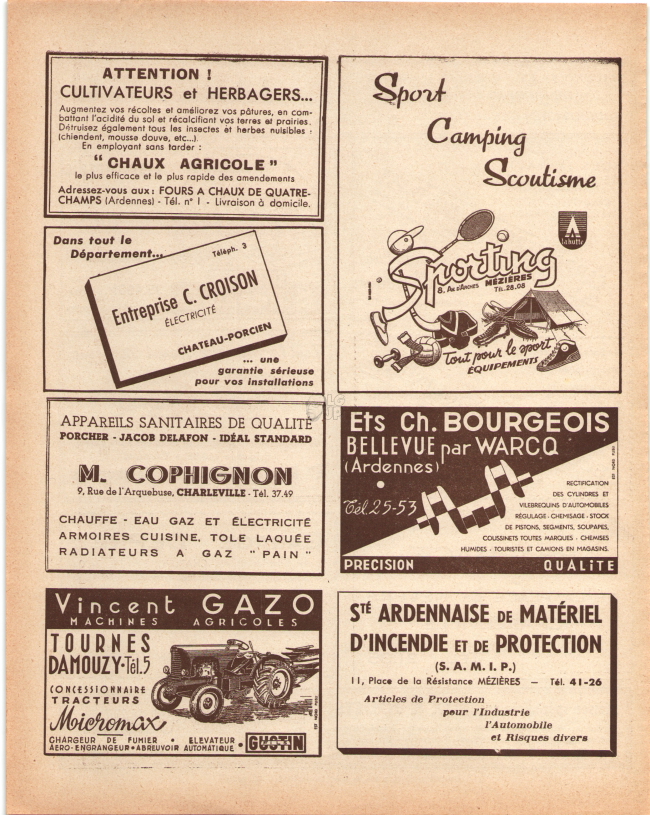 ATTENTION !
CULTIVATEURS et HERBAGERS...
Augmentez vos récoltes et améliorez vos pâtures, en com-
battant l'acidité du sol et récalcifiant vos terres et prairies.
Détruisez également tous les insectes et herbes nuisibles :
(chiendent, mousse douve, etc...).
En employant sans tarder :
" CHAUX AGRICOLE "
le plus efficace et le plus rapide des amendements
Adressez-vous aux : FOURS A CHAUX DE QUATRE-
CHAMPS (Ardennes) - Tél. n° 1 - Livraison à domicile.
Sport
Camping
Scoutisme
la hutte
Sporting
8. Av. d'Arches MÉZIÈRES
Tél. 28.08
Tout pour le sport
ÉQUIPEMENTS
Dans tout le
Département...
Téléph. 3
Entreprise C. CROISON
ÉLECTRICITÉ
CHATEAU-PORCIEN
... une
garantie sérieuse
pour vos installations
APPAREILS SANITAIRES DE QUALITÉ
PORCHER - JACOB DELAFON - IDÉAL STANDARD
M. COPHIGNON
9, Rue de l'Arquebuse, CHARLEVILLE - Tél. 37.49
CHAUFFE - EAU GAZ ET ÉLECTRICITÉ
ARMOIRES CUISINE, TOLE LAQUÉE
RADIATEURS A GAZ " PAIN "
Ets Ch. BOURGEOIS
BELLEVUE par WARCQ
(Ardennes)
Tél 25-53
RECTIFICATION
DES CYLINDRES ET
VILEBREQUINS D'AUTOMOBILES
RÉGULAGE - CHEMISAGE - STOCK
DE PISTONS, SEGMENTS, SOUPAPES,
COUSSINETS TOUTES MARQUES - CHEMISES
HUMIDES - TOURISTES ET CAMIONS EN MAGASINS.
PRECISION QUALITE
Vincent GAZO
MACHINES AGRICOLES
TOURNES
DAMOUZY · Tél. 5
CONCESSIONNAIRE
TRACTEURS
Micromax
CHARGEUR DE FUMIER • ELEVATEUR
AERO-ENGRANGEUR • ABREUVOIR AUTOMATIQUE • GUSTIN
STÉ ARDENNAISE DE MATÉRIEL
D'INCENDIE ET DE PROTECTION
(S. A. M. I. P.)
11, Place de la Résistance MÉZIÈRES — Tél. 41-26
Articles de Protection
pour l'Industrie
l'Automobile
et Risques divers